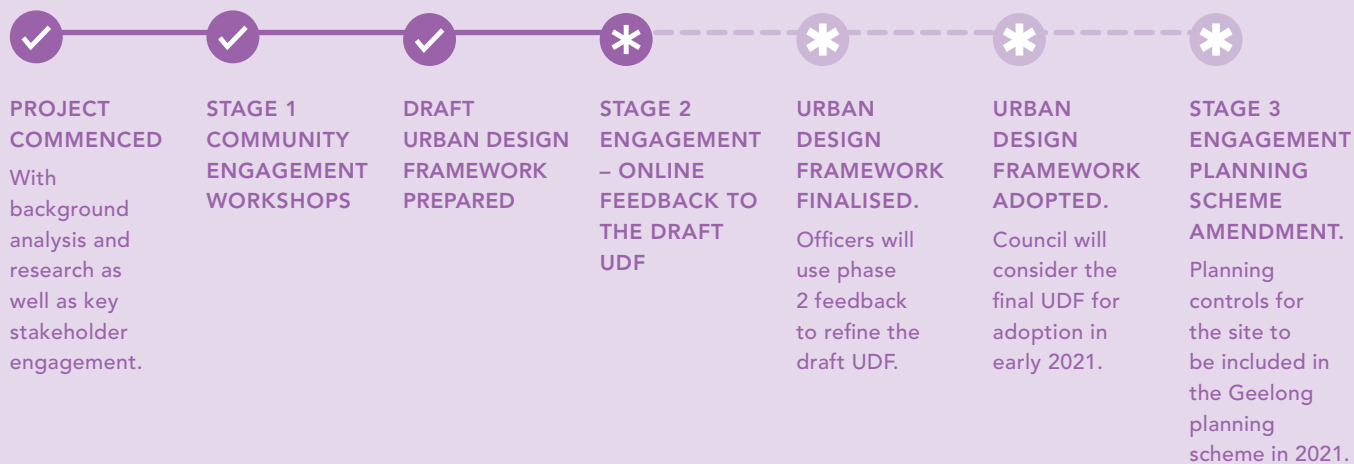 PROJECT
COMMENCED
With
background
analysis and
research as
well as key
stakeholder
engagement.
STAGE 1
COMMUNITY
ENGAGEMENT
WORKSHOPS
DRAFT
URBAN DESIGN
FRAMEWORK
PREPARED
STAGE 2
ENGAGEMENT
– ONLINE
FEEDBACK TO
THE DRAFT
UDF
URBAN
DESIGN
FRAMEWORK
FINALISED.
Officers will
use phase
2 feedback
to refine the
draft UDF.
URBAN
DESIGN
FRAMEWORK
ADOPTED.
Council will
consider the
final UDF for
adoption in
early 2021.
STAGE 3
ENGAGEMENT
PLANNING
SCHEME
AMENDMENT.
Planning
controls for
the site to
be included in
the Geelong
planning
scheme in 2021.